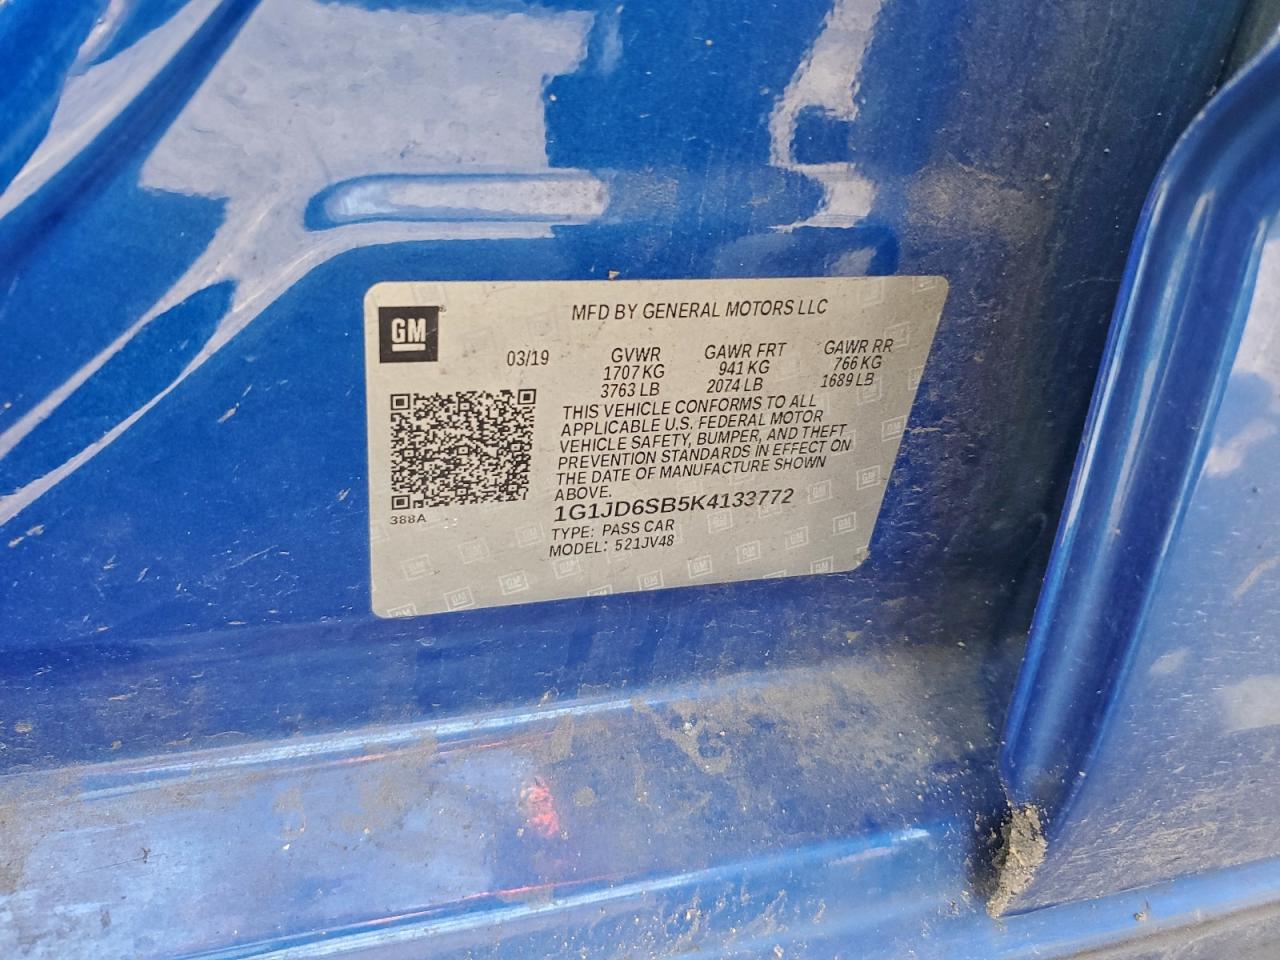 MFD BY GENERAL MOTORS LLC
GM
03/19 GVWR GAWR FRT GAWR RR
1707 KG 941 KG 766 KG
3763 LB 2074 LB 1689 LB
THIS VEHICLE CONFORMS TO ALL
APPLICABLE U.S. FEDERAL MOTOR
VEHICLE SAFETY, BUMPER, AND THEFT
PREVENTION STANDARDS IN EFFECT ON
THE DATE OF MANUFACTURE SHOWN
ABOVE.
388A
1G1JD6SB5K4133772
TYPE: PASS CAR
MODEL: 521JV48